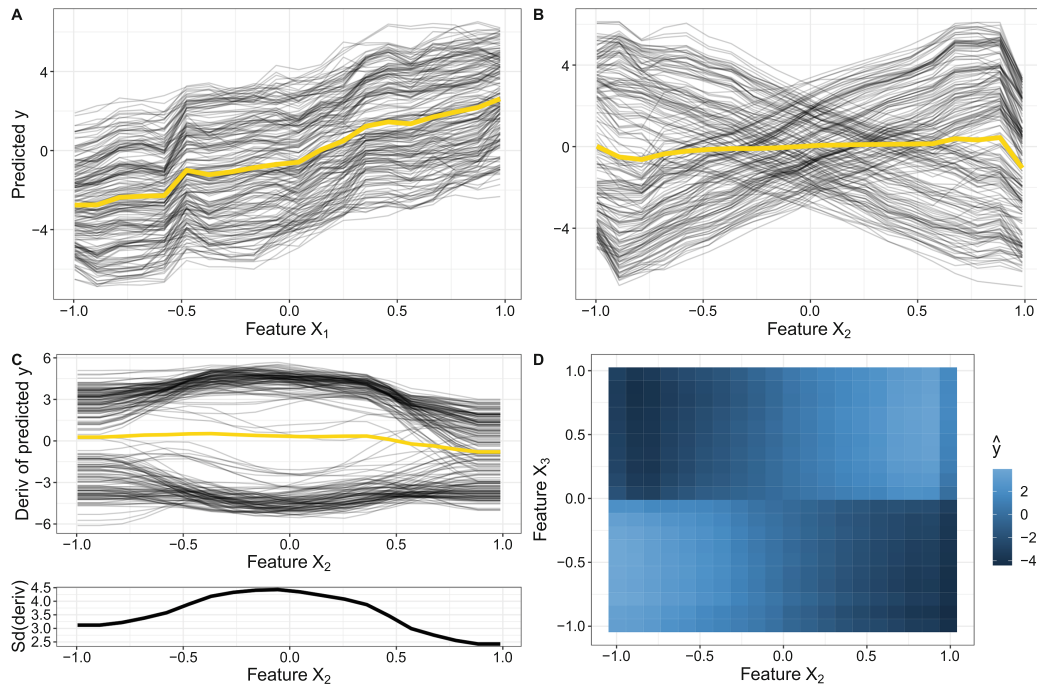 A
Predicted y
4
0
−4
−1.0 −0.5 0.0 0.5 1.0
Feature X1
B
4
0
−4
−1.0 −0.5 0.0 0.5 1.0
Feature X2
C
Deriv of predicted y
6
3
0
−3
−6
−1.0 −0.5 0.0 0.5 1.0
Feature X2
Sd(deriv)
4.5
4.0
3.5
3.0
2.5
−1.0 −0.5 0.0 0.5 1.0
Feature X2
D
Feature X3
1.0
0.5
0.0
−0.5
−1.0
−1.0 −0.5 0.0 0.5 1.0
Feature X2
ŷ
2
0
−2
−4